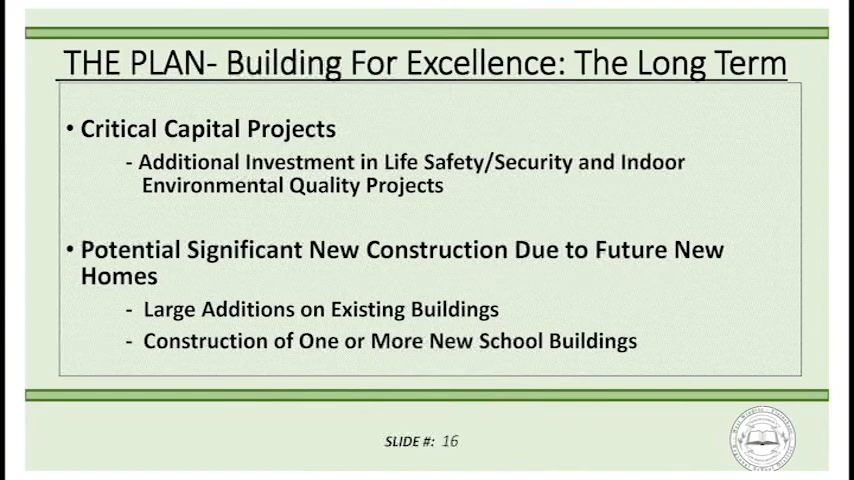 THE PLAN- Building For Excellence: The Long Term
• Critical Capital Projects
- Additional Investment in Life Safety/Security and Indoor
Environmental Quality Projects
• Potential Significant New Construction Due to Future New
Homes
- Large Additions on Existing Buildings
- Construction of One or More New School Buildings
SLIDE #: 16